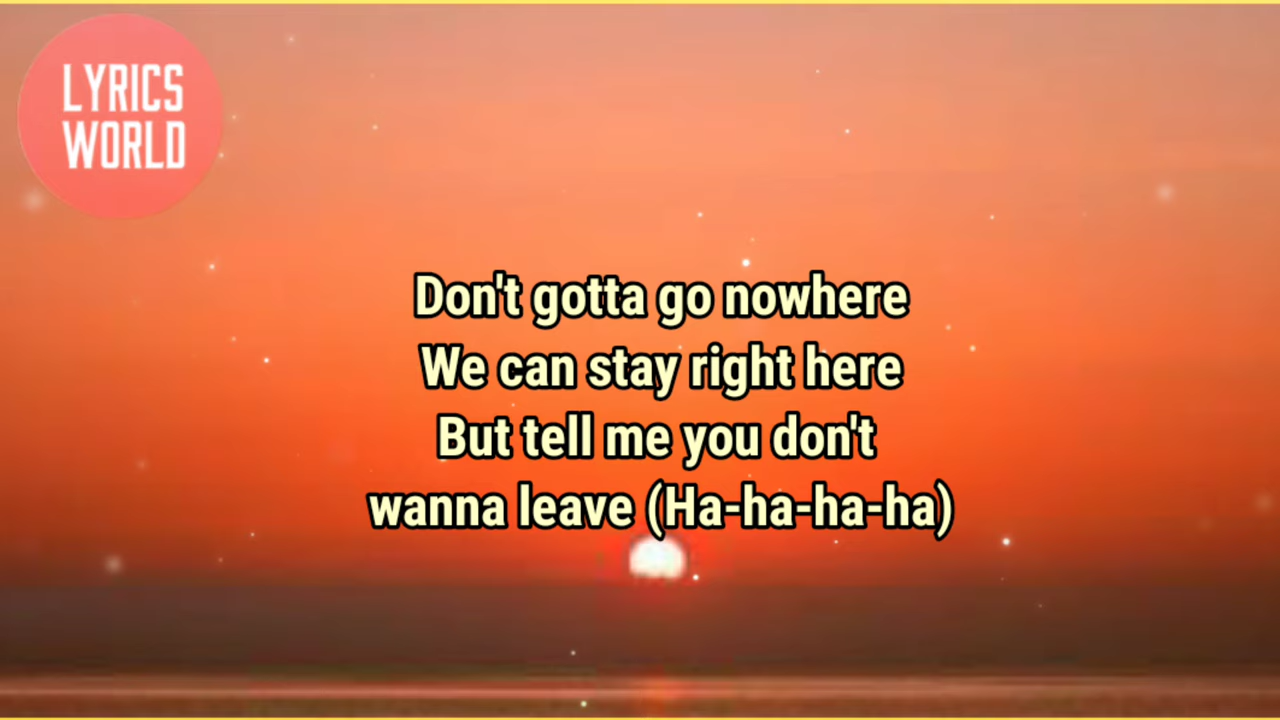 LYRICS
WORLD
Don't gotta go nowhere
We can stay right here
But tell me you don't
wanna leave (Ha-ha-ha-ha)